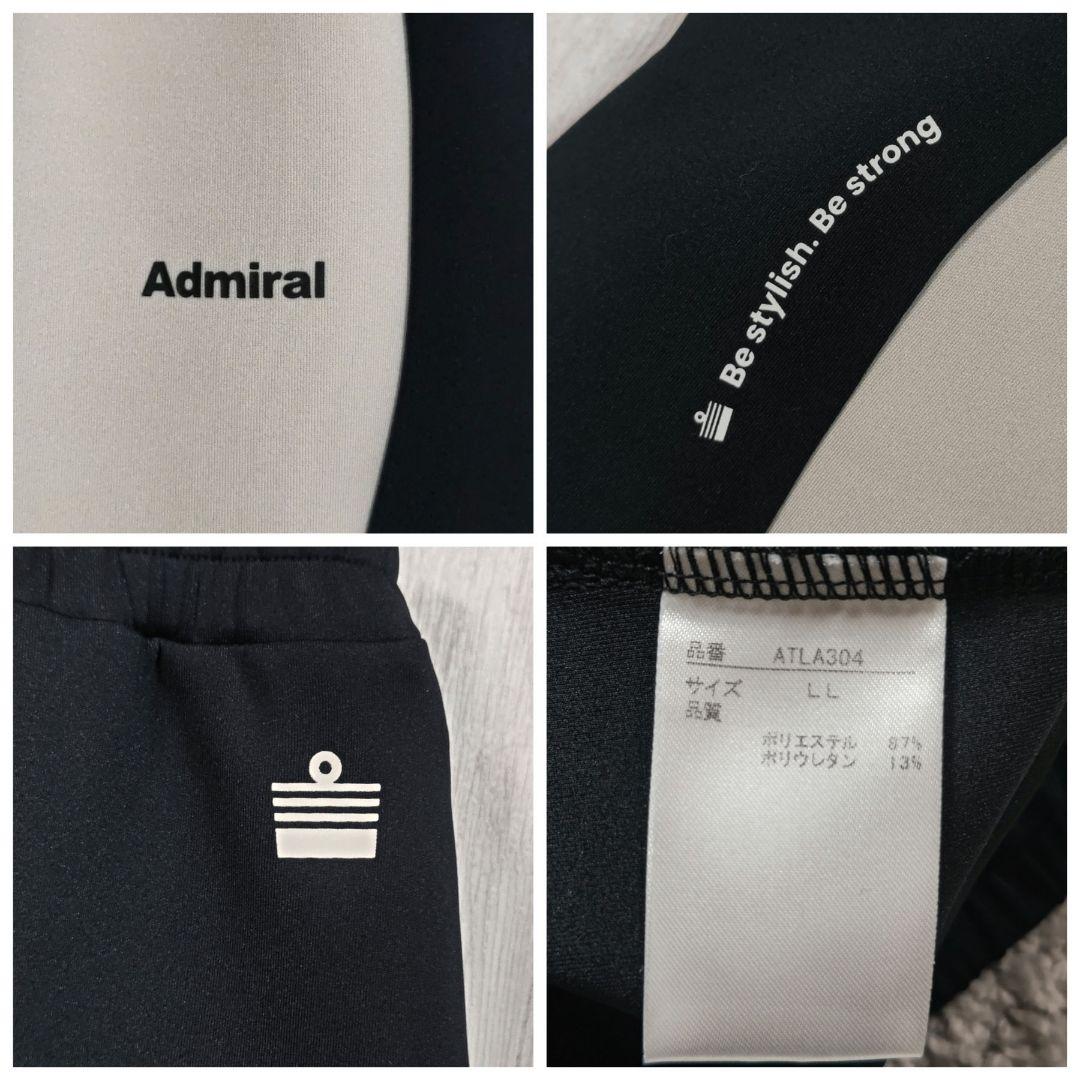 Admiral
Be stylish. Be strong
品番 ATLA304
サイズ LL
品質
ポリエステル 87%
ポリウレタン 13%